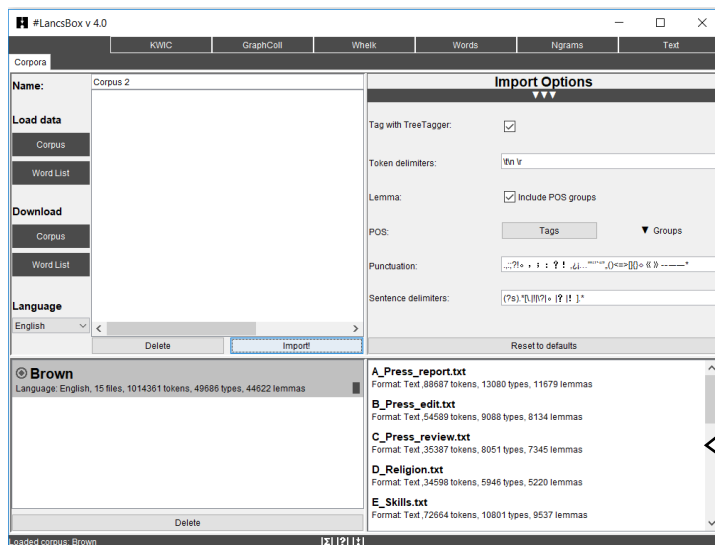 #LancsBox v 4.0
KWIC GraphColl Whelk Words Ngrams Text
Corpora
Name:
Corpus 2
Load data
Corpus
Word List
Download
Corpus
Word List
Language
English
Delete Import!
Import Options
▼▼▼
Tag with TreeTagger:
Token delimiters: \t\n \r
Lemma: Include POS groups
POS: Tags ▼ Groups
Punctuation:
Sentence delimiters:
Reset to defaults
Brown
Language: English, 15 files, 1014361 tokens, 49686 types, 44622 lemmas
Delete
A_Press_report.txt
Format: Text ,88687 tokens, 13080 types, 11679 lemmas
B_Press_edit.txt
Format: Text ,54589 tokens, 9088 types, 8134 lemmas
C_Press_review.txt
Format: Text ,35387 tokens, 8051 types, 7345 lemmas
D_Religion.txt
Format: Text ,34598 tokens, 5946 types, 5220 lemmas
E_Skills.txt
Format: Text ,72664 tokens, 10801 types, 9537 lemmas
Loaded corpus: Brown
|Σ| |?| |‡|